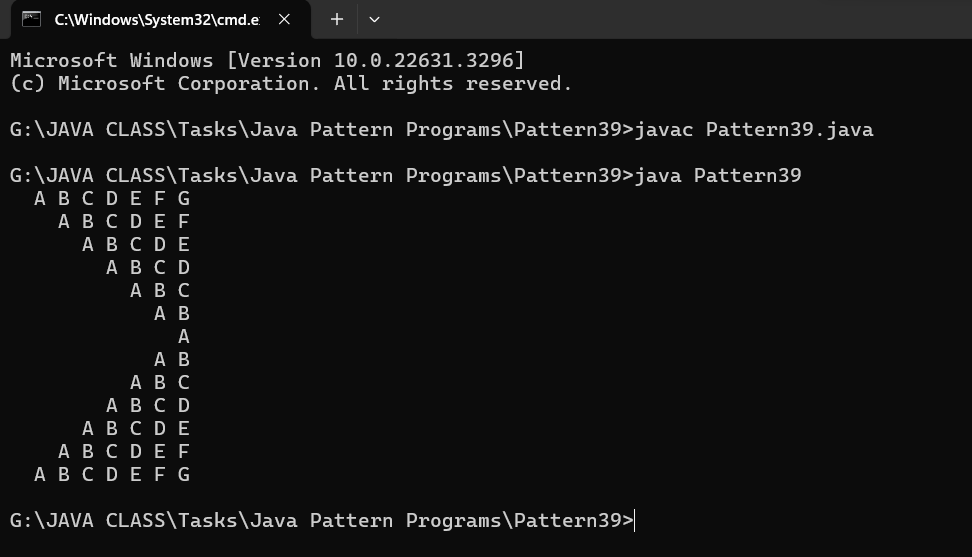 C:\Windows\System32\cmd.e
Microsoft Windows [Version 10.0.22631.3296]
(c) Microsoft Corporation. All rights reserved.

G:\JAVA CLASS\Tasks\Java Pattern Programs\Pattern39>javac Pattern39.java

G:\JAVA CLASS\Tasks\Java Pattern Programs\Pattern39>java Pattern39
  A B C D E F G
    A B C D E F
      A B C D E
        A B C D
          A B C
            A B
              A
            A B
          A B C
        A B C D
      A B C D E
    A B C D E F
  A B C D E F G

G:\JAVA CLASS\Tasks\Java Pattern Programs\Pattern39>